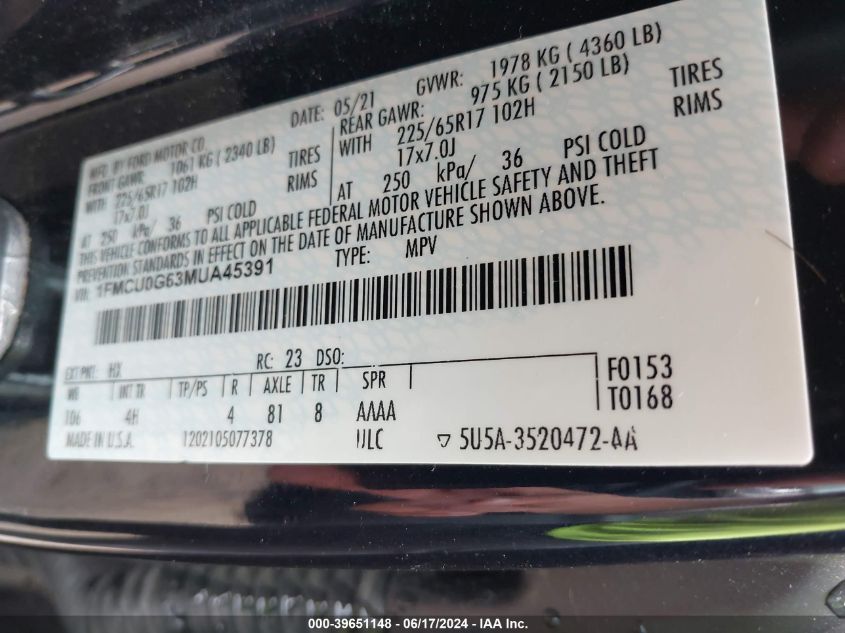 MFD. BY FORD MOTOR CO. DATE: 05/21 GVWR: 1978 KG ( 4360 LB)
FRONT GAWR: 1061 KG ( 2340 LB) REAR GAWR: 975 KG ( 2150 LB)
WITH 225/65R17 102H TIRES WITH 225/65R17 102H TIRES
17x7.0J RIMS 17x7.0J RIMS
AT 250 kPa/ 36 PSI COLD AT 250 kPa/ 36 PSI COLD
THIS VEHICLE CONFORMS TO ALL APPLICABLE FEDERAL MOTOR VEHICLE SAFETY AND THEFT
PREVENTION STANDARDS IN EFFECT ON THE DATE OF MANUFACTURE SHOWN ABOVE.
VIN: 1FMCU0G63MUA45391 TYPE: MPV
EXT PNT: HX RC: 23 DSO: F0153
WB INT TR TP/PS R AXLE TR SPR T0168
106 4H 4 81 8 AAAA
MADE IN U.S.A. 1202105077378 ULC 5U5A-3520472-AA
000-39651148 - 06/17/2024 - IAA Inc.